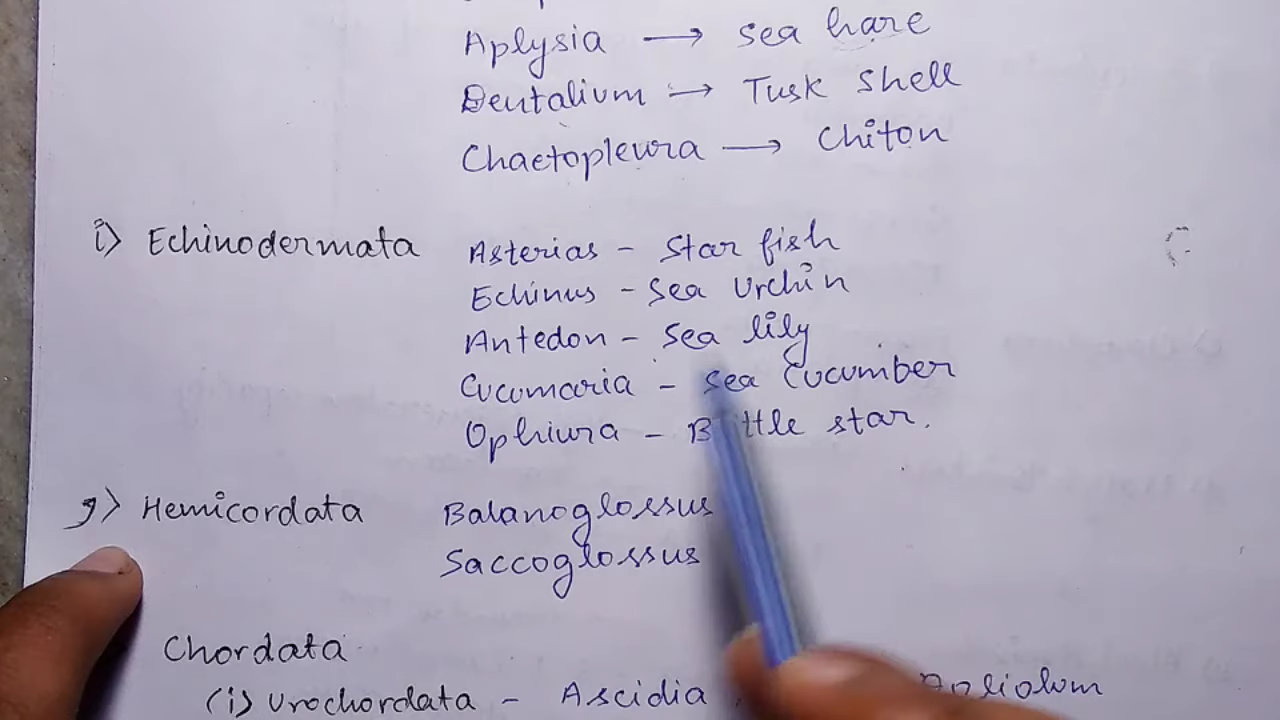 Aplysia → Sea hare
Dentalium → Tusk Shell
Chaetopleura → Chiton
i) Echinodermata Asterias - Star fish
Echinus - Sea Urchin
Antedon - Sea lily
Cucumaria - Sea Cucumber
Ophiura - B ttle star.
g) Hemicordata Balanoglossus
Saccoglossus
Chordata
(i) Urochordata - Ascidia